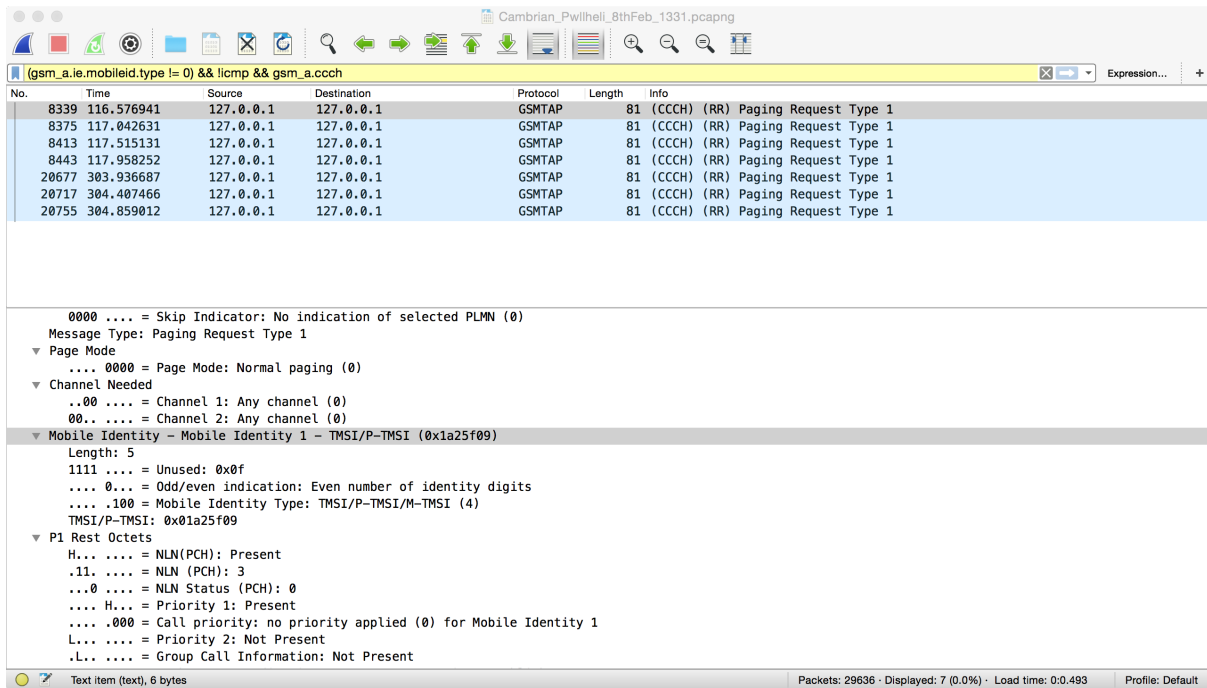 Cambrian_Pwllheli_8thFeb_1331.pcapng
(gsm_a.ie.mobileid.type != 0) && !icmp && gsm_a.ccch Expression... +
No. Time Source Destination Protocol Length Info
8339 116.576941 127.0.0.1 127.0.0.1 GSMTAP 81 (CCCH) (RR) Paging Request Type 1
8375 117.042631 127.0.0.1 127.0.0.1 GSMTAP 81 (CCCH) (RR) Paging Request Type 1
8413 117.515131 127.0.0.1 127.0.0.1 GSMTAP 81 (CCCH) (RR) Paging Request Type 1
8443 117.958252 127.0.0.1 127.0.0.1 GSMTAP 81 (CCCH) (RR) Paging Request Type 1
20677 303.936687 127.0.0.1 127.0.0.1 GSMTAP 81 (CCCH) (RR) Paging Request Type 1
20717 304.407466 127.0.0.1 127.0.0.1 GSMTAP 81 (CCCH) (RR) Paging Request Type 1
20755 304.859012 127.0.0.1 127.0.0.1 GSMTAP 81 (CCCH) (RR) Paging Request Type 1
0000 .... = Skip Indicator: No indication of selected PLMN (0)
Message Type: Paging Request Type 1
Page Mode
.... 0000 = Page Mode: Normal paging (0)
Channel Needed
..00 .... = Channel 1: Any channel (0)
00.. .... = Channel 2: Any channel (0)
Mobile Identity – Mobile Identity 1 – TMSI/P–TMSI (0x1a25f09)
Length: 5
1111 .... = Unused: 0x0f
.... 0... = Odd/even indication: Even number of identity digits
.... .100 = Mobile Identity Type: TMSI/P–TMSI/M–TMSI (4)
TMSI/P–TMSI: 0x01a25f09
P1 Rest Octets
H... .... = NLN(PCH): Present
.11. .... = NLN (PCH): 3
...0 .... = NLN Status (PCH): 0
.... H... = Priority 1: Present
.... .000 = Call priority: no priority applied (0) for Mobile Identity 1
L... .... = Priority 2: Not Present
.L.. .... = Group Call Information: Not Present
Text item (text), 6 bytes Packets: 29636 · Displayed: 7 (0.0%) · Load time: 0:0.493 Profile: Default